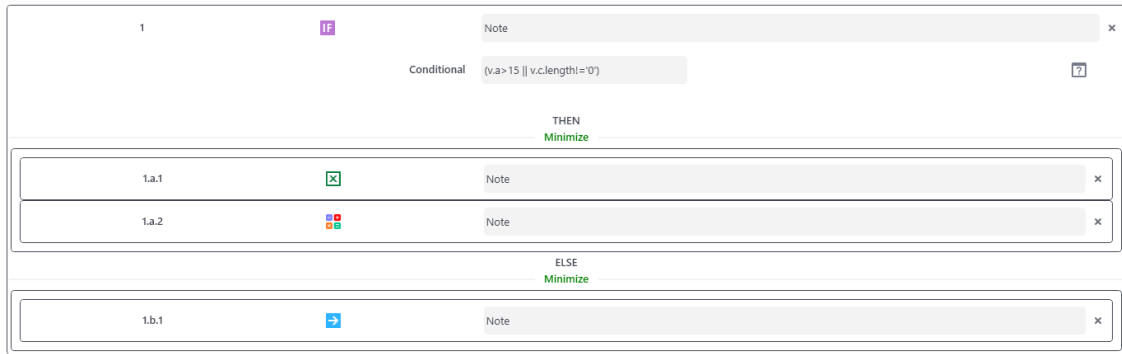 1 IF Note ×
Conditional (v.a>15 || v.c.length!='0') ?
THEN
Minimize
1.a.1 Note ×
1.a.2 Note ×
ELSE
Minimize
1.b.1 Note ×